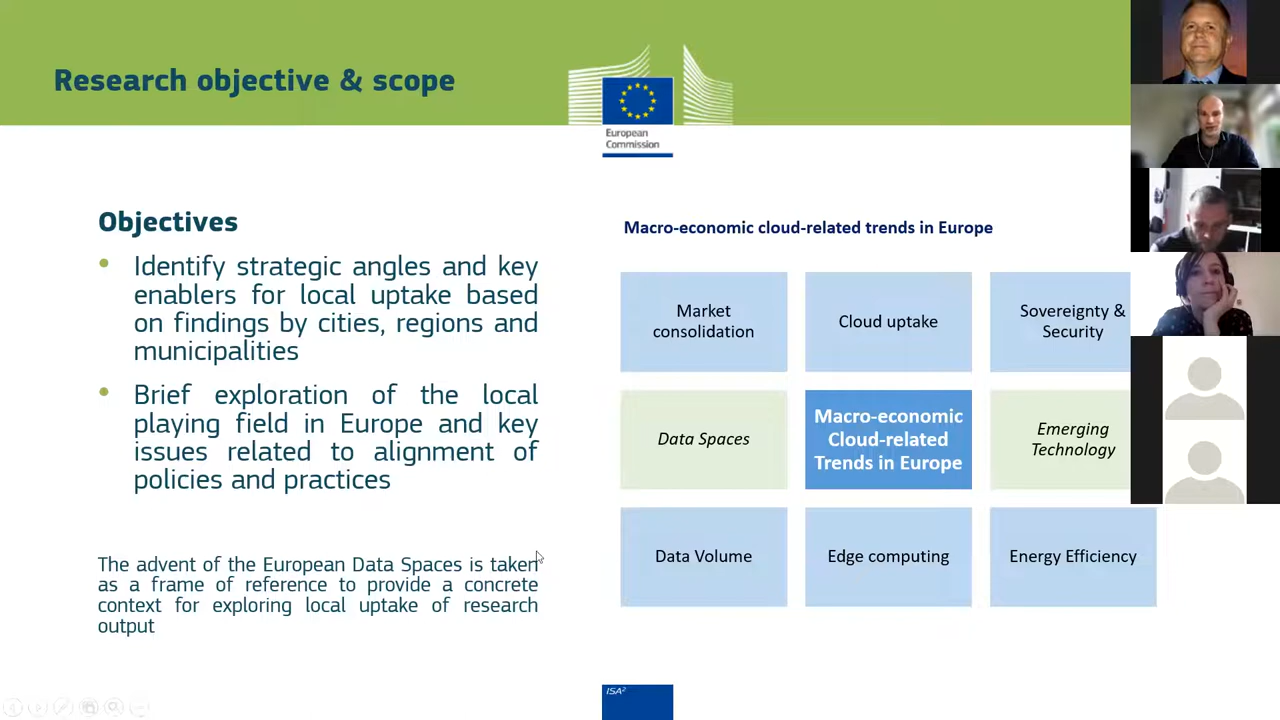 Research objective & scope
European
Commission
Objectives
Identify strategic angles and key
enablers for local uptake based
on findings by cities, regions and
municipalities
Brief exploration of the local
playing field in Europe and key
issues related to alignment of
policies and practices
The advent of the European Data Spaces is taken
as a frame of reference to provide a concrete
context for exploring local uptake of research
output
Macro-economic cloud-related trends in Europe
Market
consolidation
Cloud uptake
Sovereignty &
Security
Data Spaces
Macro-economic
Cloud-related
Trends in Europe
Emerging
Technology
Data Volume
Edge computing
Energy Efficiency
ISA²